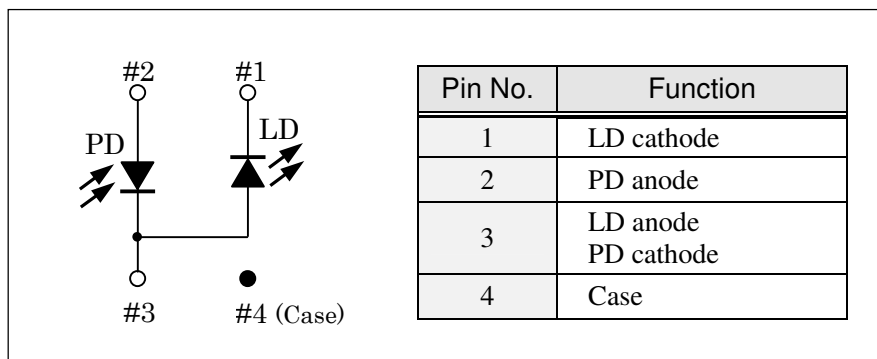 #2
#1
PD
LD
#3
#4 (Case)
Pin No. Function
1 LD cathode
2 PD anode
3 LD anode
PD cathode
4 Case